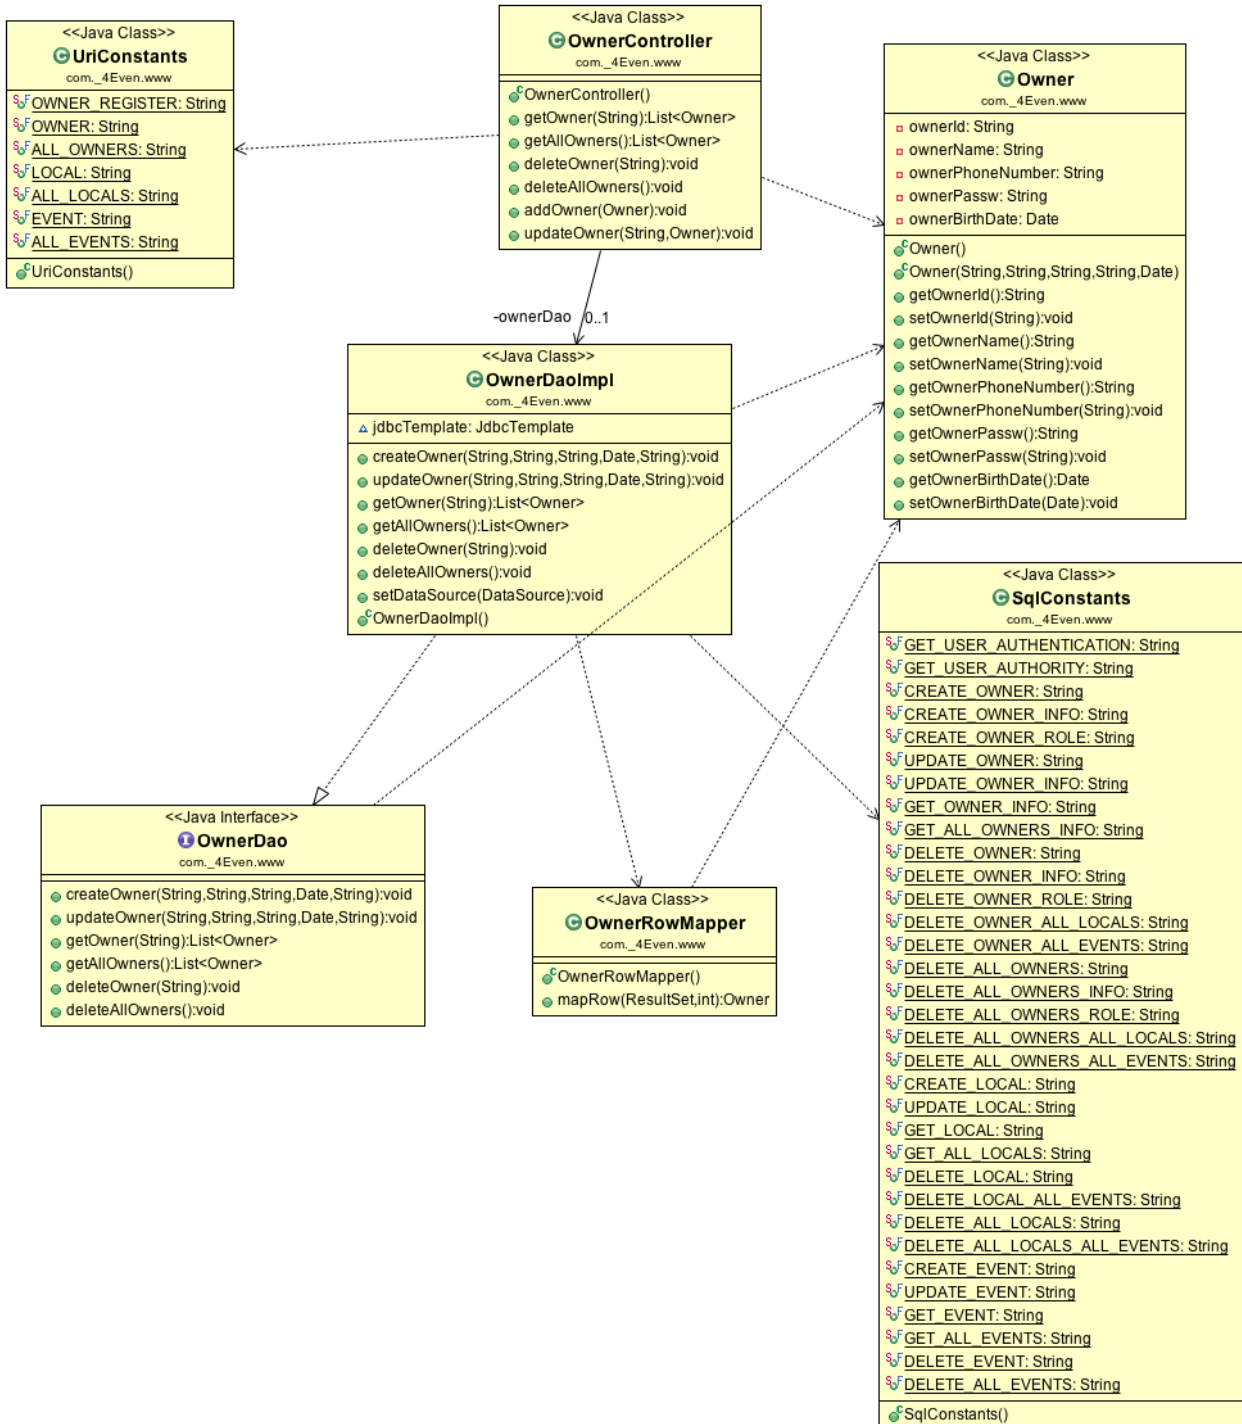 <<Java Class>>
UriConstants
com._4Even.www
OWNER_REGISTER: String
OWNER: String
ALL_OWNERS: String
LOCAL: String
ALL_LOCALS: String
EVENT: String
ALL_EVENTS: String
UriConstants()
<<Java Class>>
OwnerController
com._4Even.www
OwnerController()
getOwner(String):List<Owner>
getAllOwners():List<Owner>
deleteOwner(String):void
deleteAllOwners():void
addOwner(Owner):void
updateOwner(String,Owner):void
<<Java Class>>
Owner
com._4Even.www
ownerId: String
ownerName: String
ownerPhoneNumber: String
ownerPassw: String
ownerBirthDate: Date
Owner()
Owner(String,String,String,String,Date)
getOwnerId():String
setOwnerId(String):void
getOwnerName():String
setOwnerName(String):void
getOwnerPhoneNumber():String
setOwnerPhoneNumber(String):void
getOwnerPassw():String
setOwnerPassw(String):void
getOwnerBirthDate():Date
setOwnerBirthDate(Date):void
-ownerDao 0..1
<<Java Class>>
OwnerDaoImpl
com._4Even.www
jdbcTemplate: JdbcTemplate
createOwner(String,String,String,Date,String):void
updateOwner(String,String,String,Date,String):void
getOwner(String):List<Owner>
getAllOwners():List<Owner>
deleteOwner(String):void
deleteAllOwners():void
setDataSource(DataSource):void
OwnerDaoImpl()
<<Java Interface>>
OwnerDao
com._4Even.www
createOwner(String,String,String,Date,String):void
updateOwner(String,String,String,Date,String):void
getOwner(String):List<Owner>
getAllOwners():List<Owner>
deleteOwner(String):void
deleteAllOwners():void
<<Java Class>>
OwnerRowMapper
com._4Even.www
OwnerRowMapper()
mapRow(ResultSet,int):Owner
<<Java Class>>
SqlConstants
com._4Even.www
GET_USER_AUTHENTICATION: String
GET_USER_AUTHORITY: String
CREATE_OWNER: String
CREATE_OWNER_INFO: String
CREATE_OWNER_ROLE: String
UPDATE_OWNER: String
UPDATE_OWNER_INFO: String
GET_OWNER_INFO: String
GET_ALL_OWNERS_INFO: String
DELETE_OWNER: String
DELETE_OWNER_INFO: String
DELETE_OWNER_ROLE: String
DELETE_OWNER_ALL_LOCALS: String
DELETE_OWNER_ALL_EVENTS: String
DELETE_ALL_OWNERS: String
DELETE_ALL_OWNERS_INFO: String
DELETE_ALL_OWNERS_ROLE: String
DELETE_ALL_OWNERS_ALL_LOCALS: String
DELETE_ALL_OWNERS_ALL_EVENTS: String
CREATE_LOCAL: String
UPDATE_LOCAL: String
GET_LOCAL: String
GET_ALL_LOCALS: String
DELETE_LOCAL: String
DELETE_LOCAL_ALL_EVENTS: String
DELETE_ALL_LOCALS: String
DELETE_ALL_LOCALS_ALL_EVENTS: String
CREATE_EVENT: String
UPDATE_EVENT: String
GET_EVENT: String
GET_ALL_EVENTS: String
DELETE_EVENT: String
DELETE_ALL_EVENTS: String
SqlConstants()